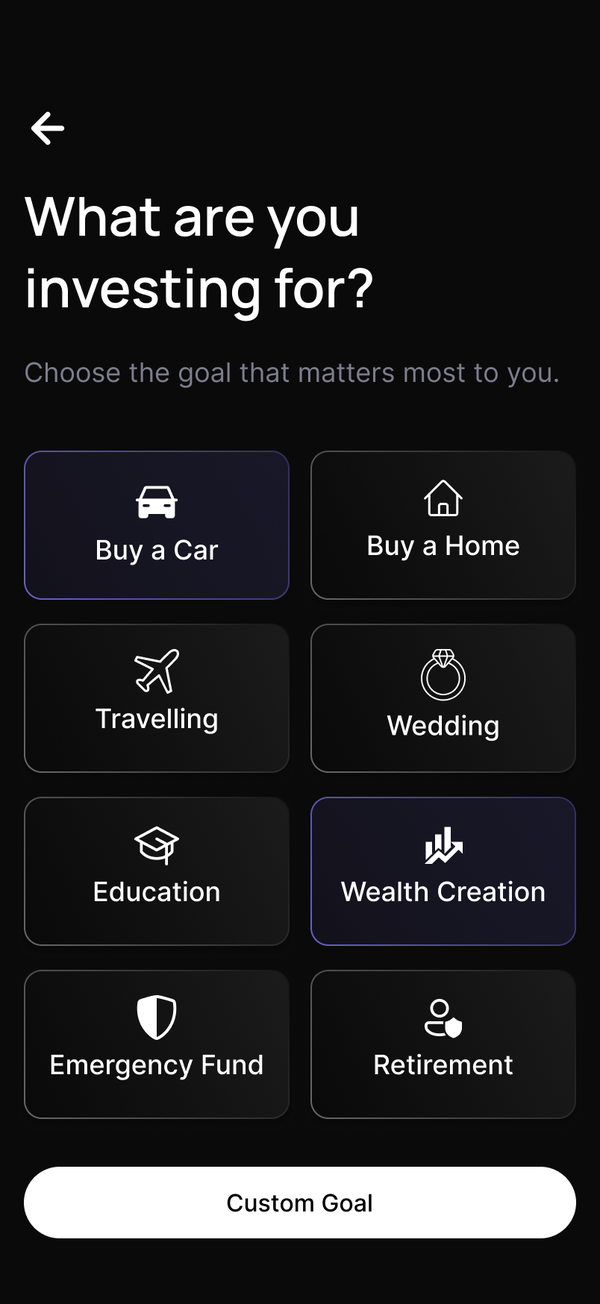 What are you
investing for?
Choose the goal that matters most to you.
Buy a Car
Buy a Home
Travelling
Wedding
Education
Wealth Creation
Emergency Fund
Retirement
Custom Goal